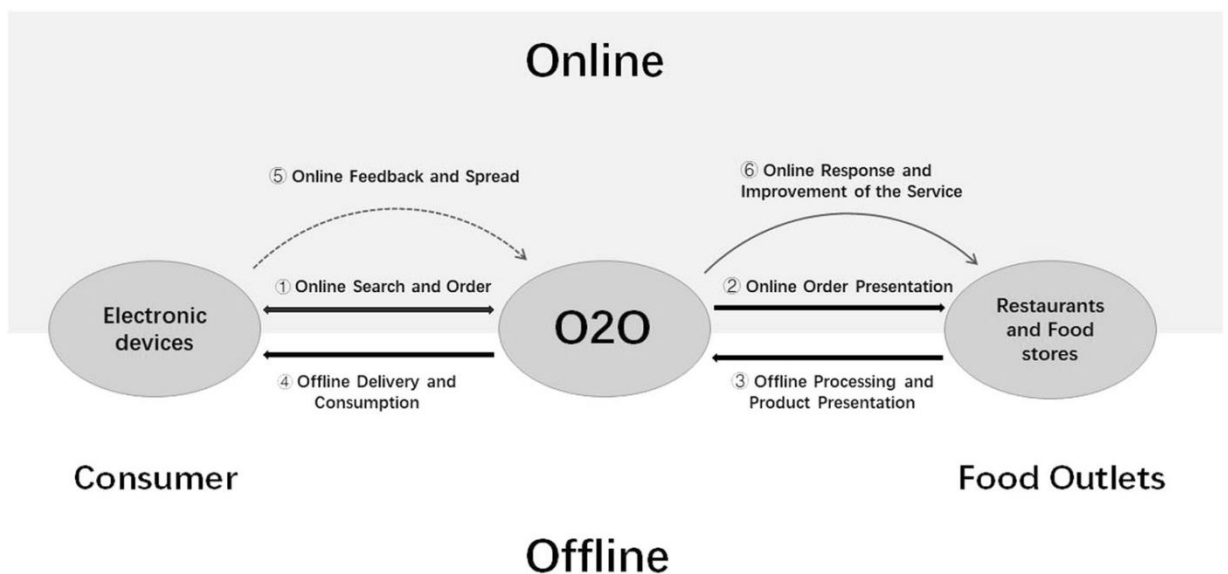 Online
⑤ Online Feedback and Spread
⑥ Online Response and
Improvement of the Service
① Online Search and Order
② Online Order Presentation
Electronic
devices
O2O
Restaurants
and Food
stores
④ Offline Delivery and
Consumption
③ Offline Processing and
Product Presentation
Consumer
Food Outlets
Offline